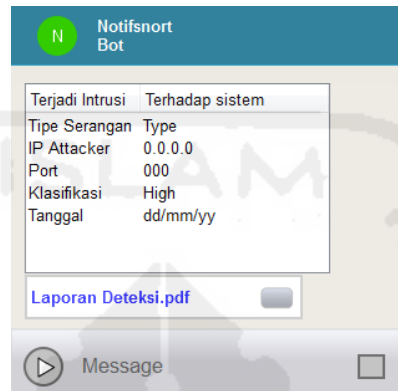 N
Notifsnort
Bot
Terjadi Intrusi Terhadap sistem
Tipe Serangan Type
IP Attacker 0.0.0.0
Port 000
Klasifikasi High
Tanggal dd/mm/yy
ISLAM
Laporan Deteksi.pdf
Message